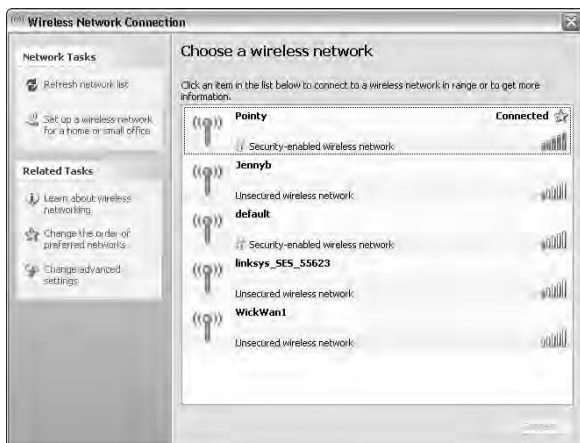 Wireless Network Connection
Network Tasks
Refresh network list
Set up a wireless network
for a home or small office
Related Tasks
Learn about wireless
networking
Change the order of
preferred networks
Change advanced
settings
Choose a wireless network
Click an item in the list below to connect to a wireless network in range or to get more
information.
Pointy
Connected
Security-enabled wireless network
Jennyb
Unsecured wireless network
default
Security-enabled wireless network
linksys_SES_55623
Unsecured wireless network
WickWan1
Unsecured wireless network
Connect